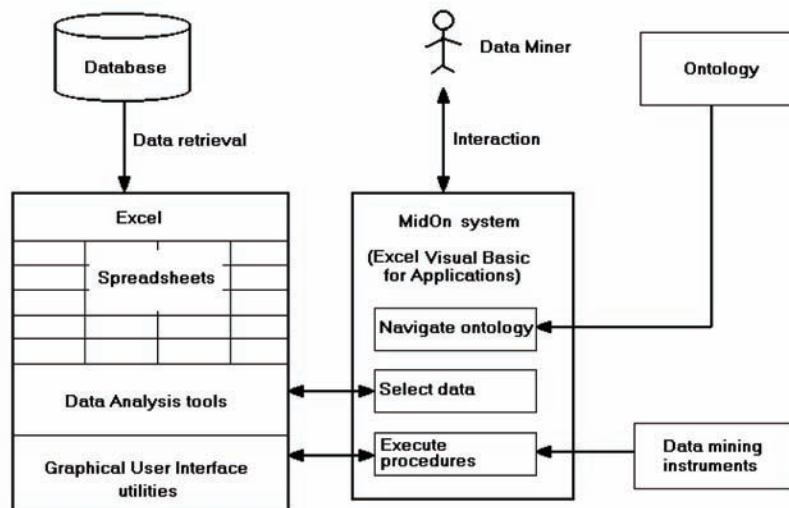 Database
Data Miner
Ontology
Data retrieval
Interaction
Excel
Spreadsheets
Data Analysis tools
Graphical User Interface
utilities
MidOn system
(Excel Visual Basic
for Applications)
Navigate ontology
Select data
Execute
procedures
Data mining
instruments